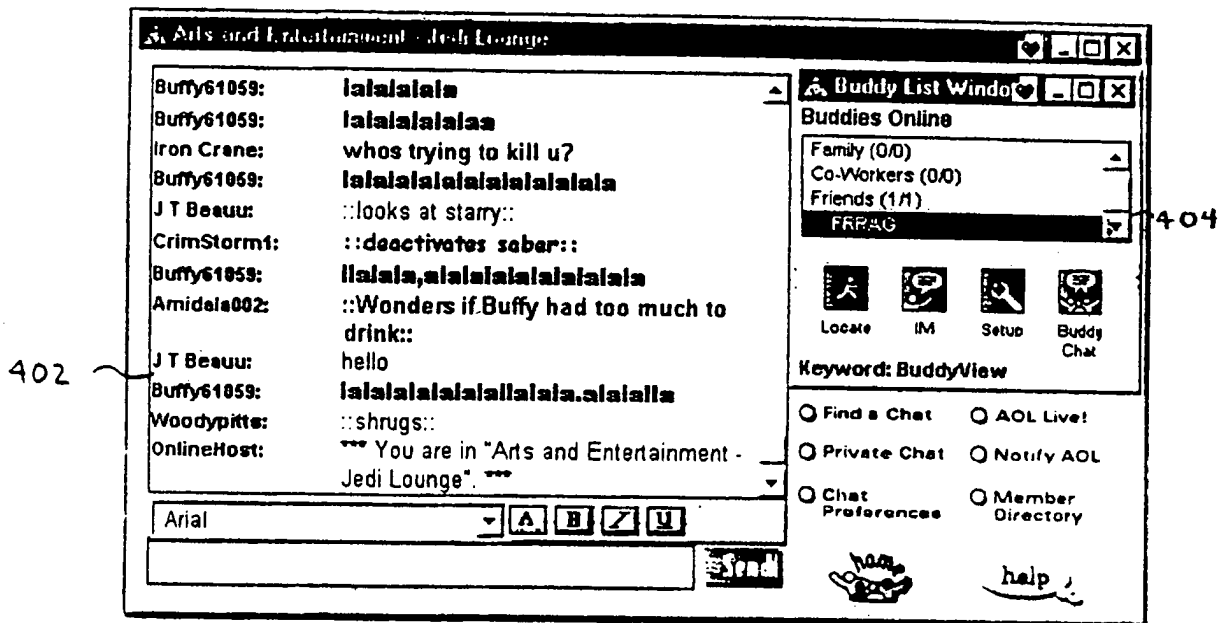 Arts and Entertainment - Jedi Lounge
Buffy61059: lalalalala
Buffy61059: lalalalalalaa
Iron Crane: whos trying to kill u?
Buffy61059: lalalalalalalalalalalala
J T Beauu: ::looks at starry::
CrimStorm1: ::deactivates saber::
Buffy61059: llalala,alalalalalalalalala
Amidala002: ::Wonders if Buffy had too much to
drink::
J T Beauu: hello
Buffy61059: lalalalalalalallalala.alalalla
Woodypitts: ::shrugs::
OnlineHost: *** You are in "Arts and Entertainment -
Jedi Lounge". ***
Arial A B I U
Send
Buddy List Windo
Buddies Online
Family (0/0)
Co-Workers (0/0)
Friends (1/1)
Locate IM Setup Buddy
Chat
Keyword: BuddyView
Find a Chat AOL Live!
Private Chat Notify AOL
Chat
Preferences Member
Directory
help
402
404